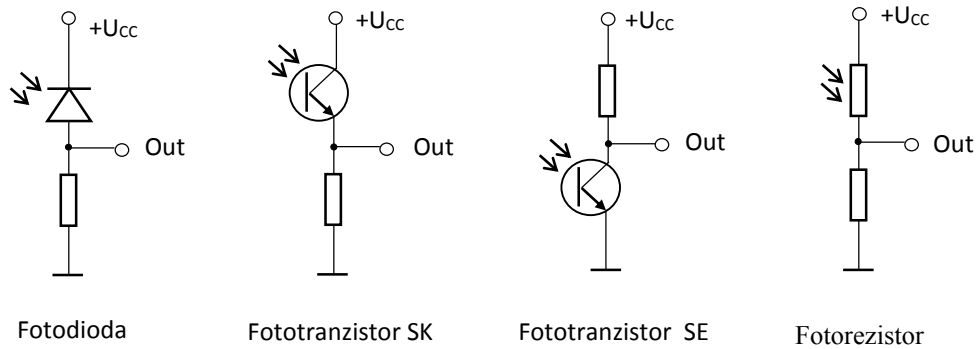 +UCC
+UCC
+UCC
+UCC
Out
Out
Out
Out
Fotodioda
Fototranzistor SK
Fototranzistor SE
Fotorezistor